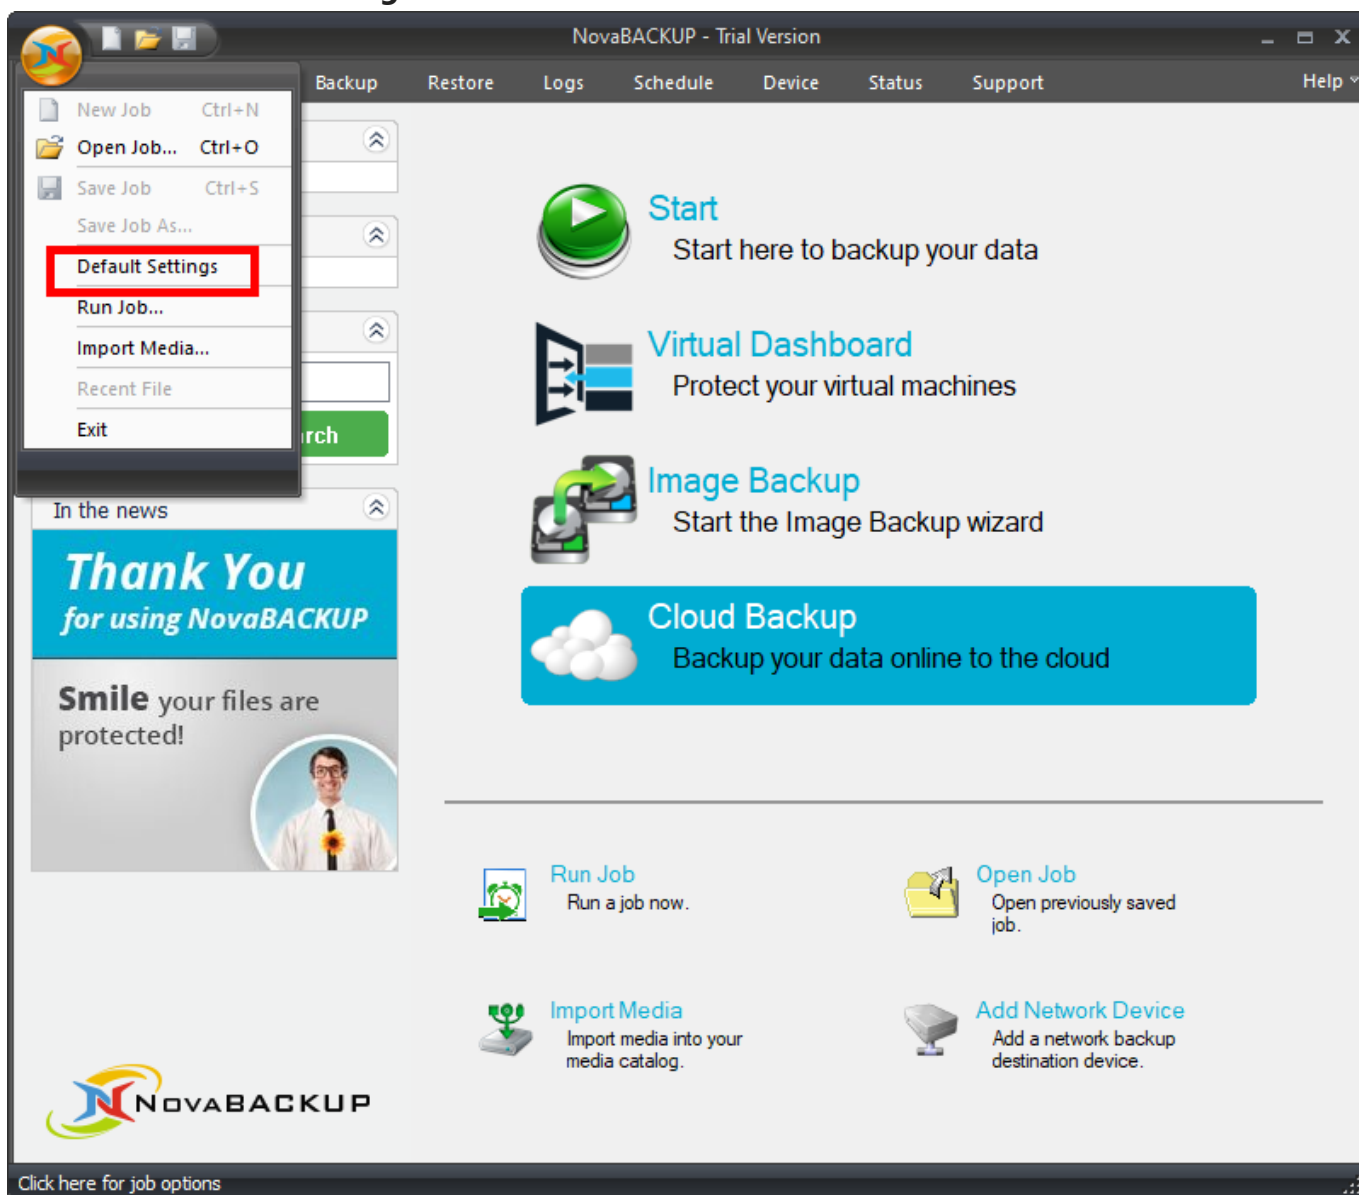 NovaBACKUP - Trial Version
Backup Restore Logs Schedule Device Status Support Help
New Job Ctrl+N
Open Job... Ctrl+O
Save Job Ctrl+S
Save Job As...
Default Settings
Run Job...
Import Media...
Recent File
Exit
rch
In the news
Thank You
for using NovaBACKUP
Smile your files are
protected!
NovaBACKUP
Start
Start here to backup your data
Virtual Dashboard
Protect your virtual machines
Image Backup
Start the Image Backup wizard
Cloud Backup
Backup your data online to the cloud
Run Job
Run a job now.
Open Job
Open previously saved
job.
Import Media
Import media into your
media catalog.
Add Network Device
Add a network backup
destination device.
Click here for job options